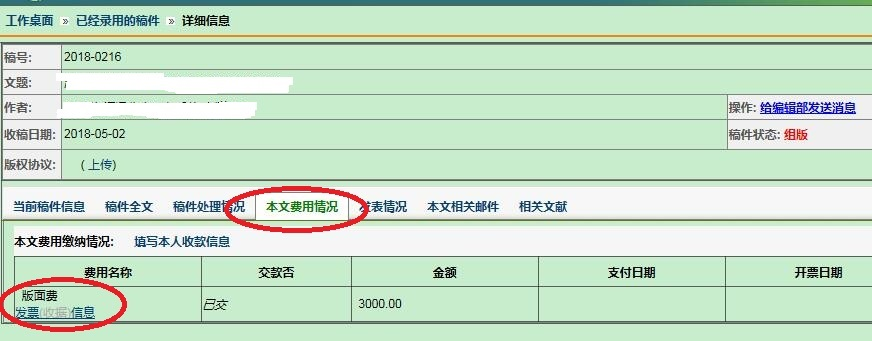 工作桌面 » 已经录用的稿件 » 详细信息
稿号: 2018-0216
文题:
作者: 操作: 给编辑部发送消息
收稿日期: 2018-05-02 稿件状态: 组版
版权协议: (上传)
当前稿件信息 稿件全文 稿件处理情况 本文费用情况 发表情况 本文相关邮件 相关文献
本文费用缴纳情况: 填写本人收款信息
费用名称 交款否 金额 支付日期 开票日期
版面费 已交 3000.00
发票(收据)信息